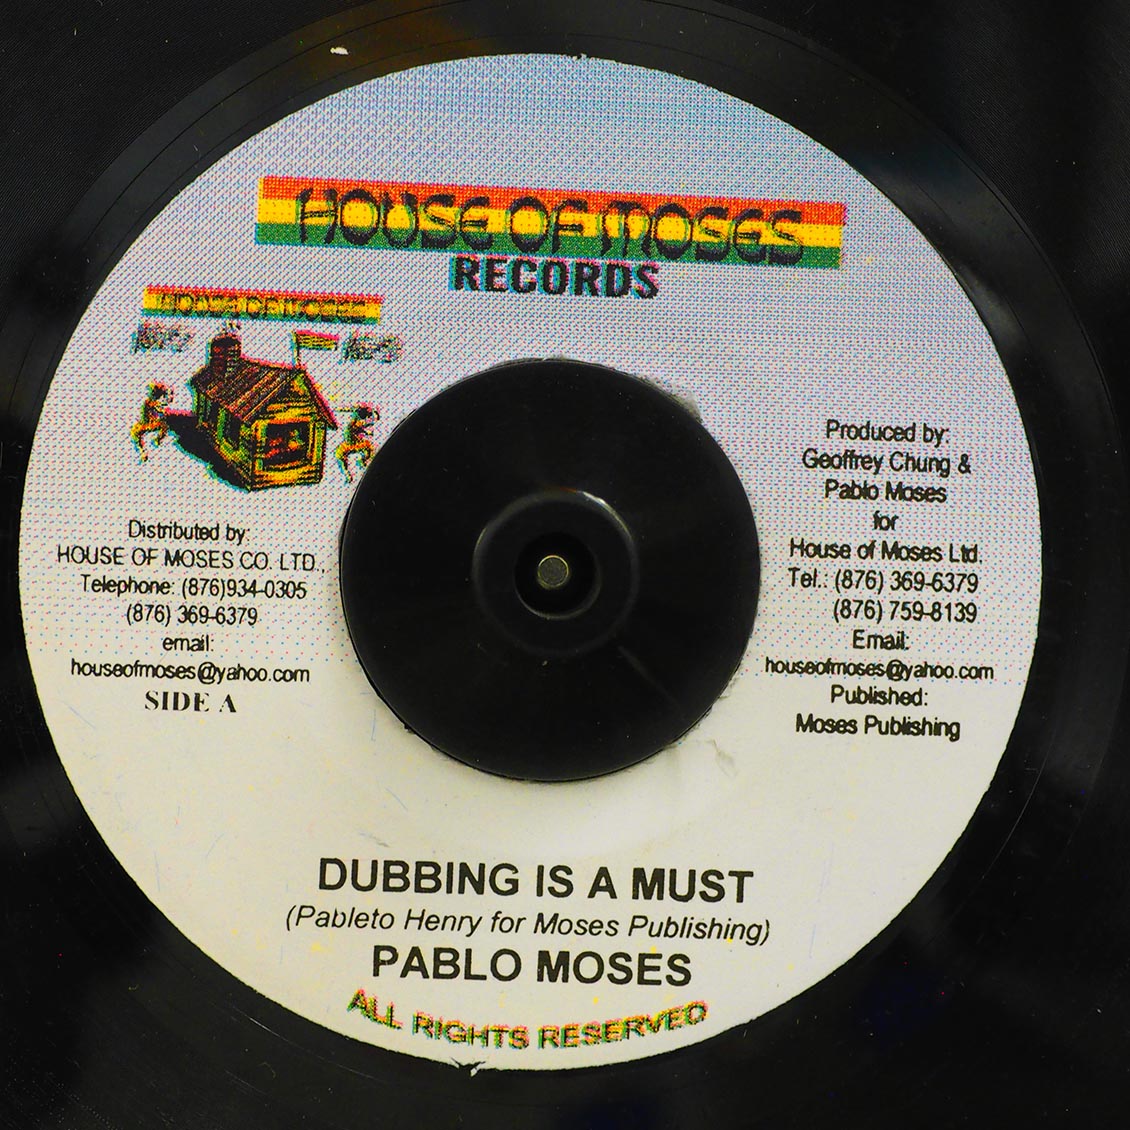 HOUSE OF MOSES
RECORDS
HOUSE OF MOSES
Distributed by:
HOUSE OF MOSES CO. LTD.,
Telephone: (876)934-0305
(876) 369-6379
email:
houseofmoses@yahoo.com
SIDE A
Produced by:
Geoffrey Chung &
Pablo Moses
for
House of Moses Ltd.
Tel.: (876) 369-6379
(876) 759-8139
Email:
houseofmoses@yahoo.com
Published:
Moses Publishing
DUBBING IS A MUST
(Pableto Henry for Moses Publishing)
PABLO MOSES
ALL RIGHTS RESERVED